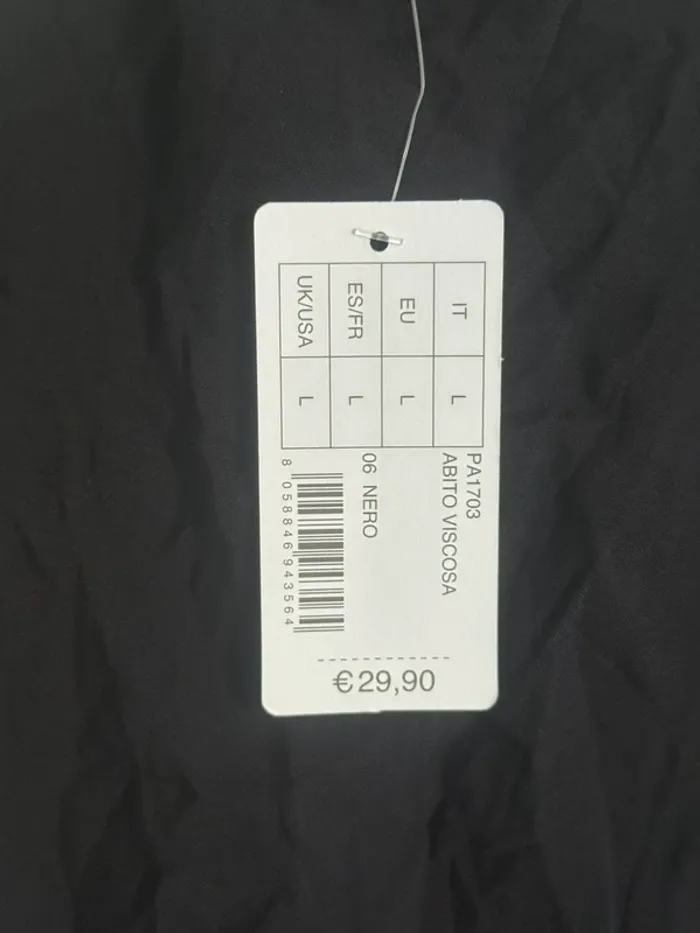 IT
EU
ES/FR
UK/USA
L
L
L
L
PA1703
ABITO VISCOSA
06 NERO
8 058846 943564
€29,90